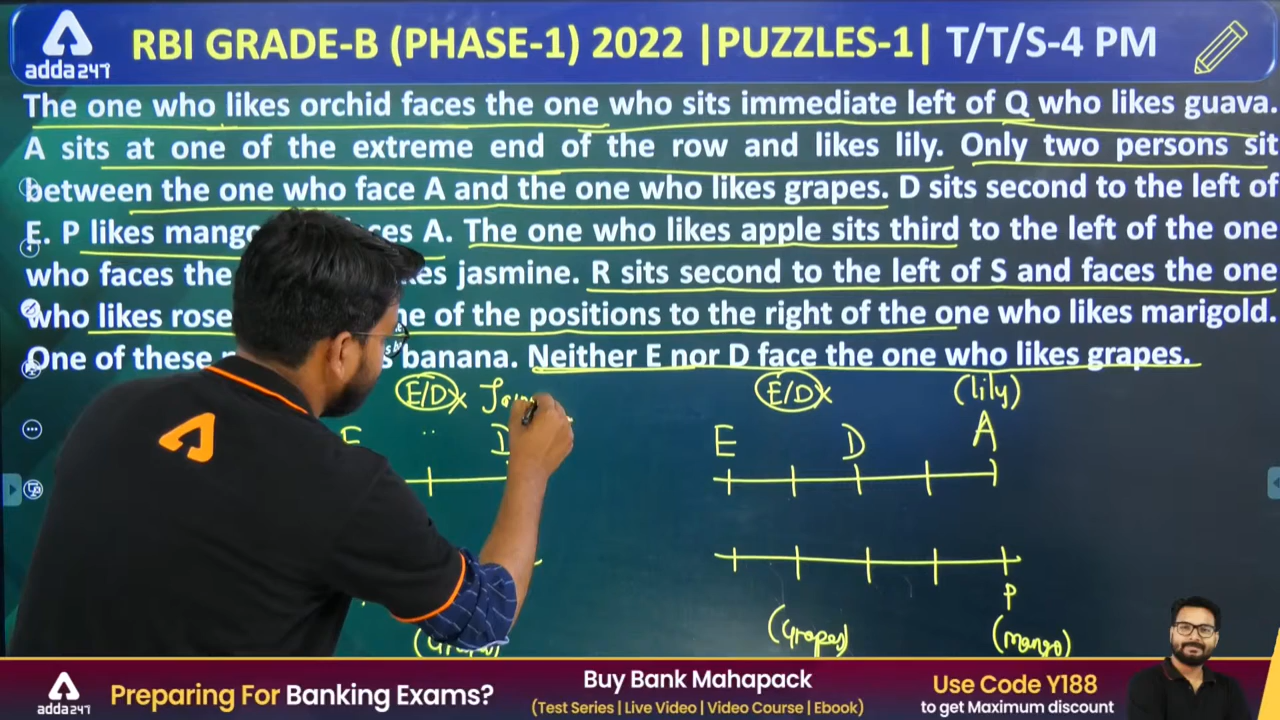 adda247
RBI GRADE-B (PHASE-1) 2022 |PUZZLES-1| T/T/S-4 PM
The one who likes orchid faces the one who sits immediate left of Q who likes guava.
A sits at one of the extreme end of the row and likes lily. Only two persons sit
between the one who face A and the one who likes grapes. D sits second to the left of
E. P likes mango ces A. The one who likes apple sits third to the left of the one
who faces the kes jasmine. R sits second to the left of S and faces the one
who likes rose ne of the positions to the right of the one who likes marigold.
One of these s banana. Neither E nor D face the one who likes grapes.
E/D x E/D x (lily)
E D E D A
P
(Grapes) (mango)
adda247
Preparing For Banking Exams?
Buy Bank Mahapack
(Test Series | Live Video | Video Course | Ebook)
Use Code Y188
to get Maximum discount